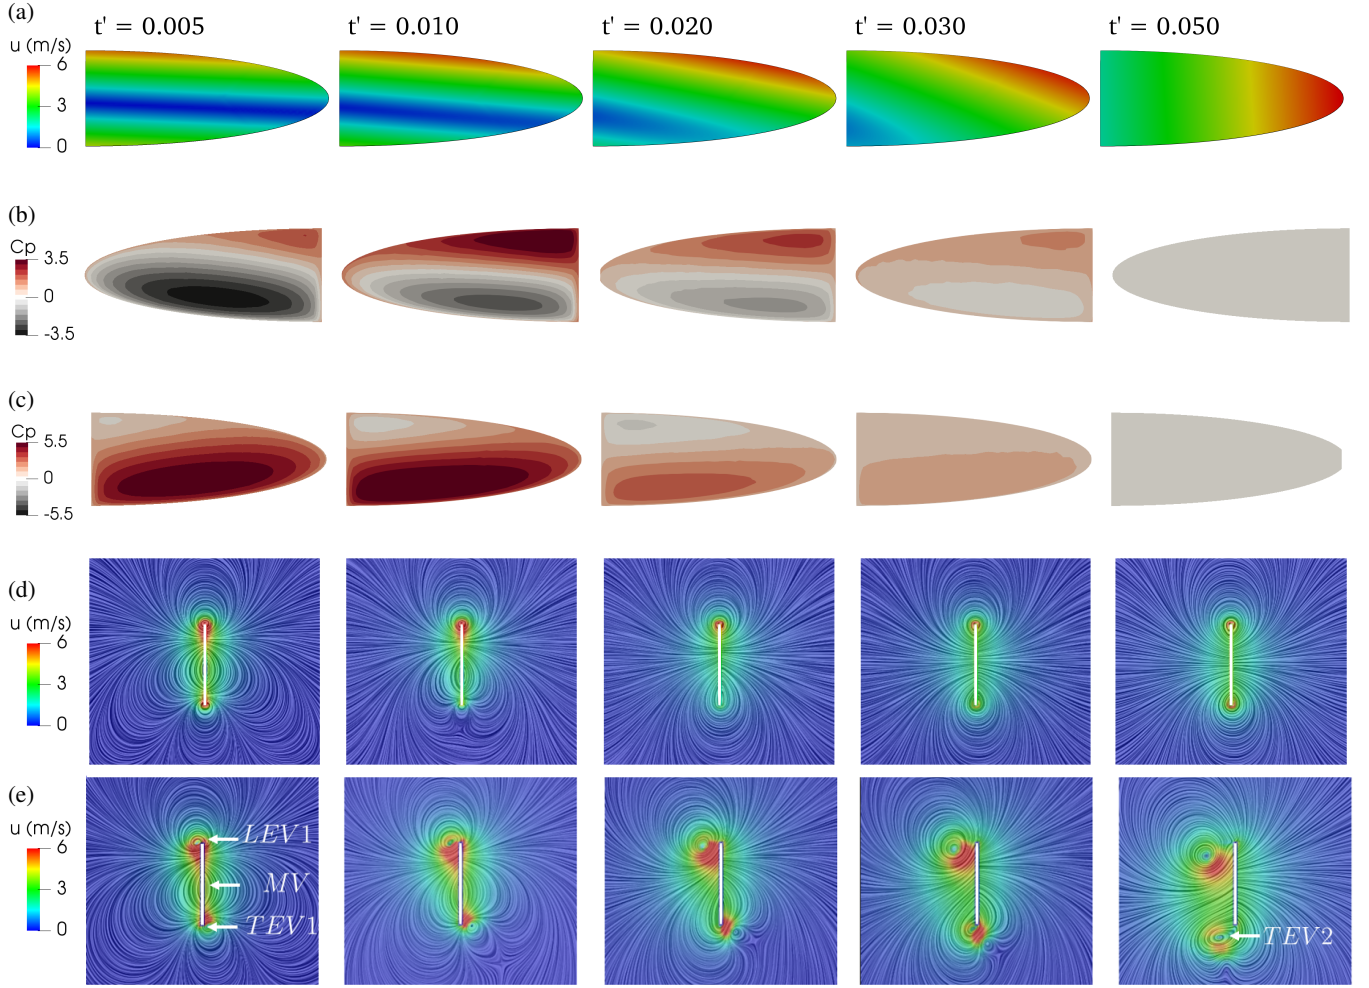 (a)
t' = 0.005
t' = 0.010
t' = 0.020
t' = 0.030
t' = 0.050
u (m/s)
6
3
0
(b)
Cp
3.5
0
-3.5
(c)
Cp
5.5
0
-5.5
(d)
u (m/s)
6
3
0
(e)
u (m/s)
6
3
0
LEV1
MV
TEV1
TEV2